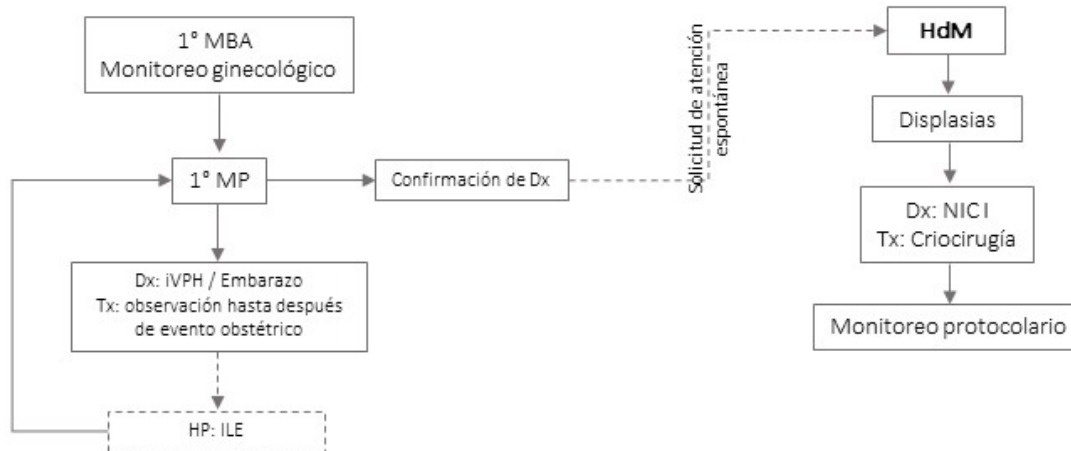 1° MBA
Monitoreo ginecológico
1° MP
Confirmación de Dx
Dx: iVPH / Embarazo
Tx: observación hasta después
de evento obstétrico
HP: ILE
Solicitud de atención
espontánea
HdM
Displasias
Dx: NIC I
Tx: Criocirugía
Monitoreo protocolario